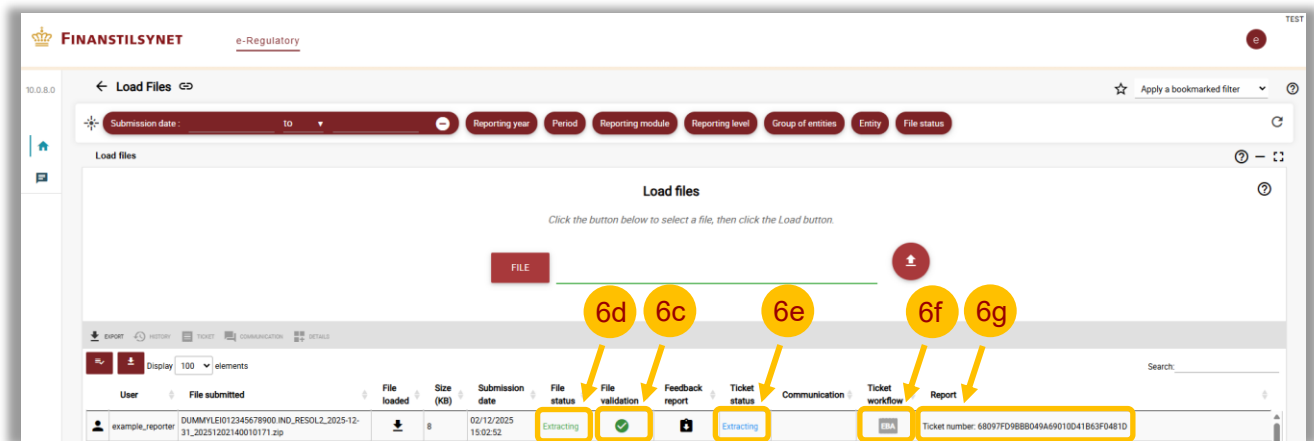 TEST
FINANSTILSYNET
e-Regulatory
e
10.0.8.0
Load Files
Apply a bookmarked filter
Submission date :
to
Reporting year
Period
Reporting module
Reporting level
Group of entities
Entity
File status
Load files
Load files
Click the button below to select a file, then click the Load button.
FILE
6d 6c 6e 6f 6g
EXPORT HISTORY TICKET COMMUNICATION DETAILS
Display 100 elements
Search:
User File submitted File loaded Size (KB) Submission date File status File validation Feedback report Ticket status Communication Ticket workflow Report
example_reporter DUMMYLEI012345678900.IND_RESOL2_2025-12-
31_20251202140010171.zip
8
02/12/2025
15:02:52
Extracting
Extracting
EBA
Ticket number: 68097FD9BBB049A69010D41B63F0481D